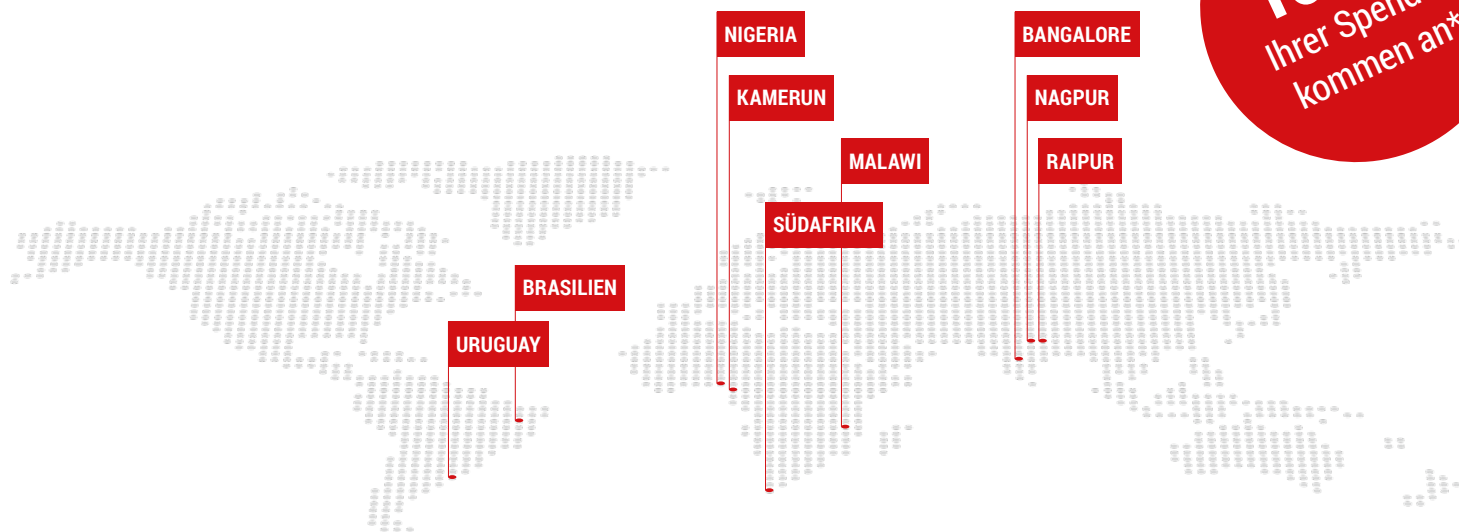 NIGERIA
BANGALORE
Ihrer Spend
kommen an*
KAMERUN
NAGPUR
MALAWI
RAIPUR
SÜDAFRIKA
BRASILIEN
URUGUAY